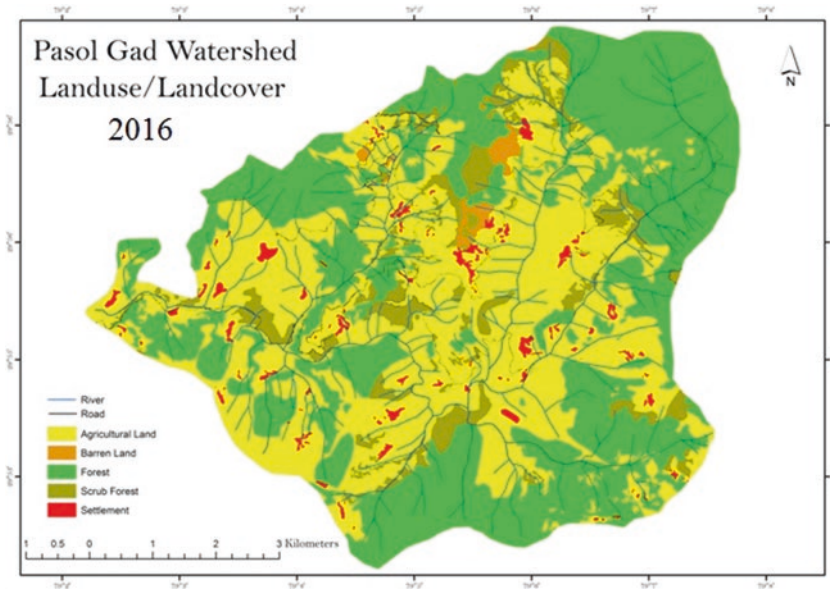 Pasol Gad Watershed
Landuse/Landcover
2016
N
River
Road
Agricultural Land
Barren Land
Forest
Scrub Forest
Settlement
1 0.5 0 1 2 3 Kilometers